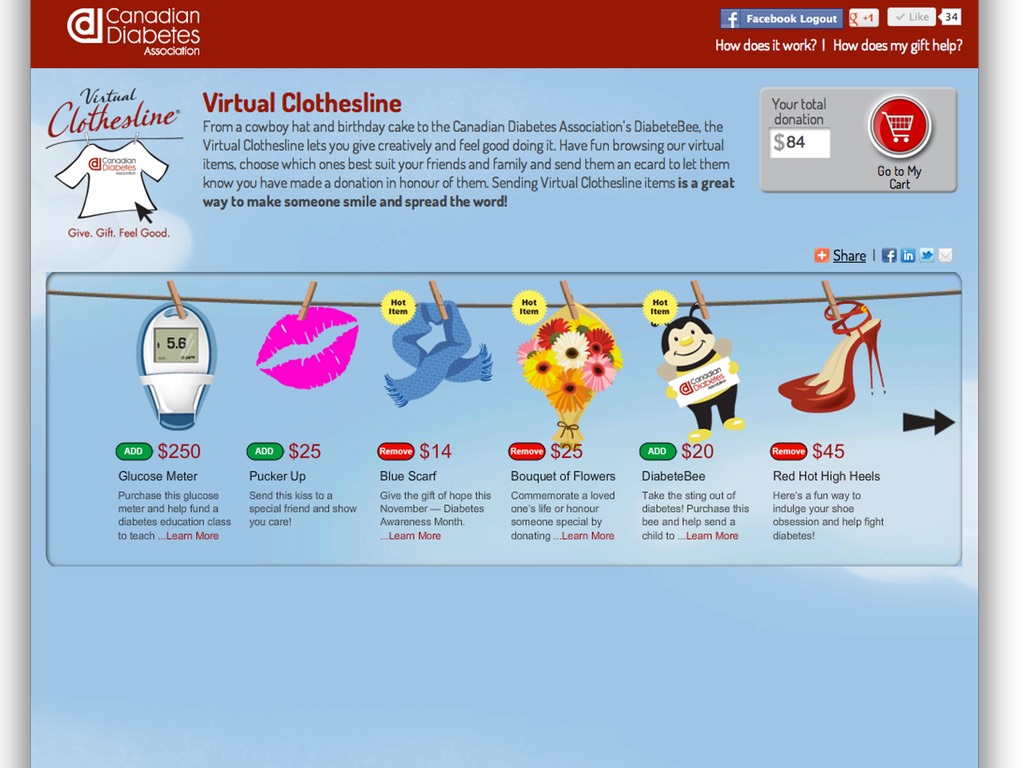 Canadian
Diabetes
Association
Facebook Logout
+1
Like
34
How does it work? | How does my gift help?
Virtual
Clothesline®
Canadian
Diabetes
Association
Give. Gift. Feel Good.
Virtual Clothesline
From a cowboy hat and birthday cake to the Canadian Diabetes Association's DiabeteBee, the
Virtual Clothesline lets you give creatively and feel good doing it. Have fun browsing our virtual
items, choose which ones best suit your friends and family and send them an ecard to let them
know you have made a donation in honour of them. Sending Virtual Clothesline items is a great
way to make someone smile and spread the word!
Your total
donation
$84
Go to My
Cart
Share |
5.6
Hot
Item
Hot
Item
Hot
Item
Canadian
Diabetes
Association
ADD $250
Glucose Meter
Purchase this glucose
meter and help fund a
diabetes education class
to teach ...Learn More
ADD $25
Pucker Up
Send this kiss to a
special friend and show
you care!
Remove $14
Blue Scarf
Give the gift of hope this
November — Diabetes
Awareness Month.
...Learn More
Remove $25
Bouquet of Flowers
Commemorate a loved
one's life or honour
someone special by
donating ...Learn More
ADD $20
DiabeteBee
Take the sting out of
diabetes! Purchase this
bee and help send a
child to ...Learn More
Remove $45
Red Hot High Heels
Here's a fun way to
indulge your shoe
obsession and help fight
diabetes!